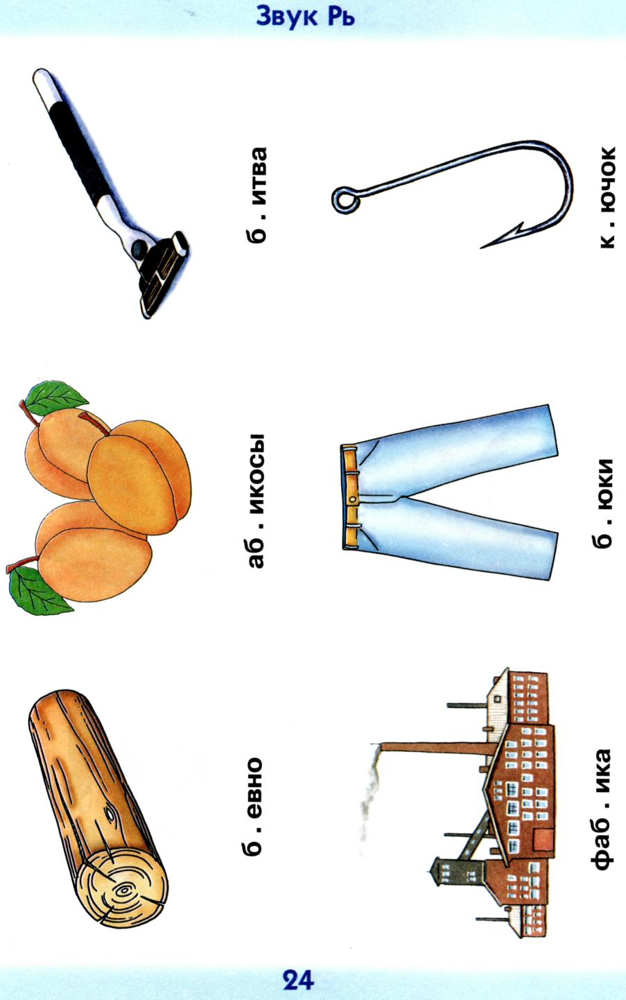 Звук Рь
б . евно
аб . икосы
б . итва
фаб . ика
б . юки
к . ючок
24